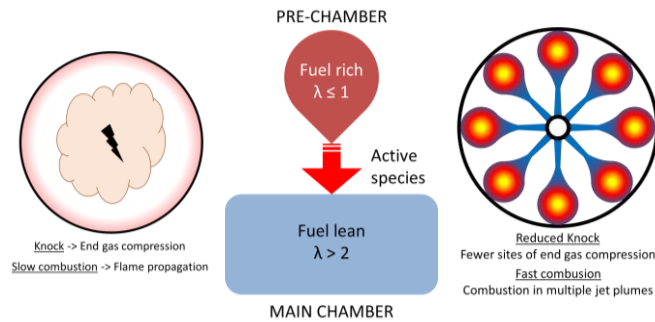 PRE-CHAMBER
Fuel rich
λ ≤ 1
Active
species
Fuel lean
λ > 2
MAIN CHAMBER
Knock -> End gas compression
Slow combustion -> Flame propagation
Reduced Knock
Fewer sites of end gas compression
Fast combusion
Combustion in multiple jet plumes